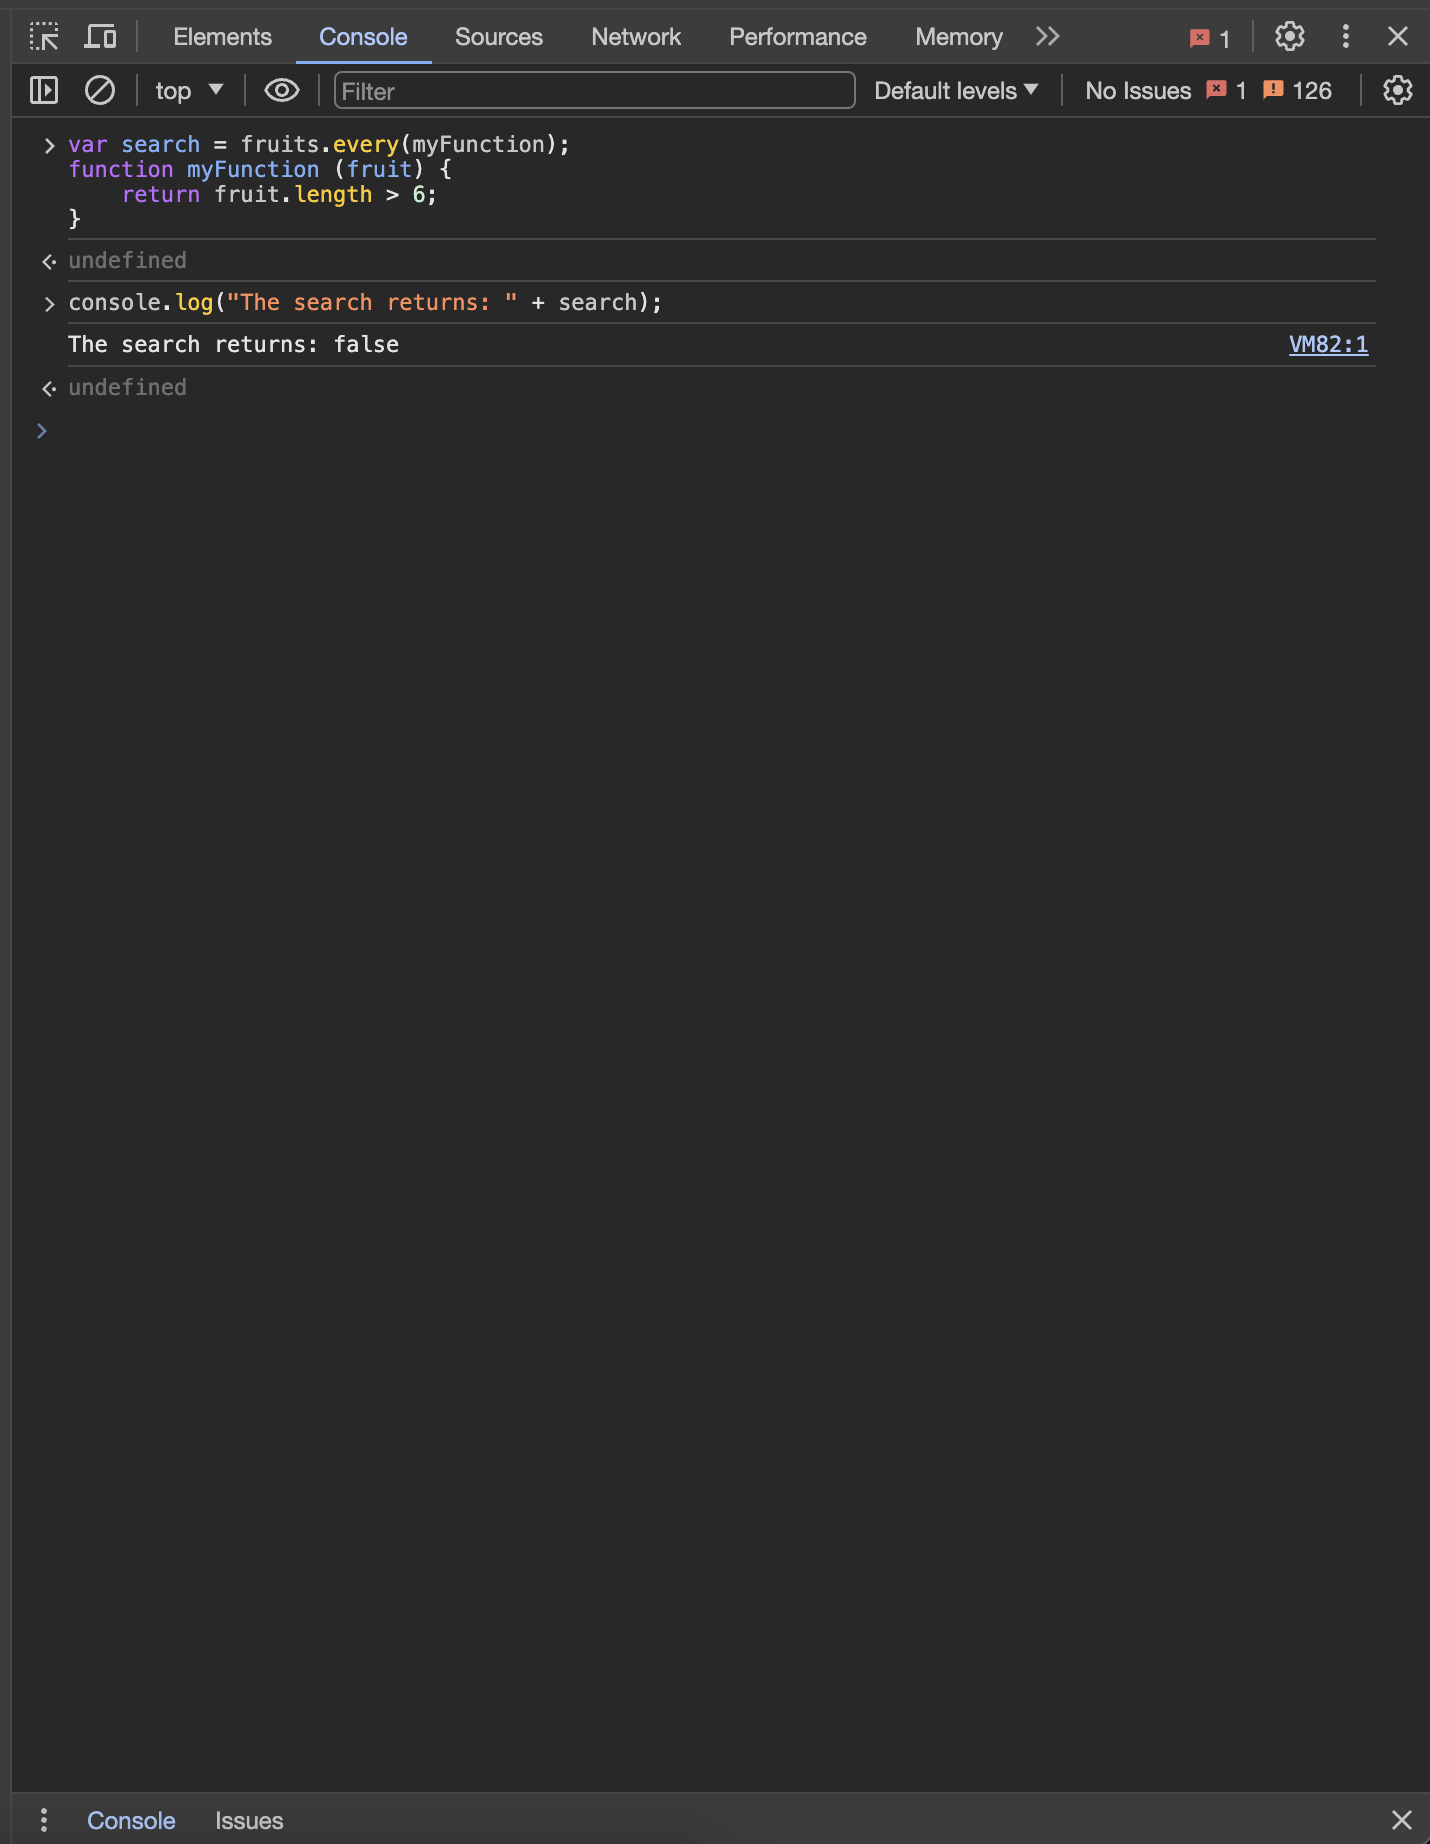 Elements Console Sources Network Performance Memory 1
top Filter Default levels No Issues 1 126
var search = fruits.every(myFunction);
function myFunction (fruit) {
    return fruit.length > 6;
}
undefined
console.log("The search returns: " + search);
The search returns: false VM82:1
undefined
Console Issues